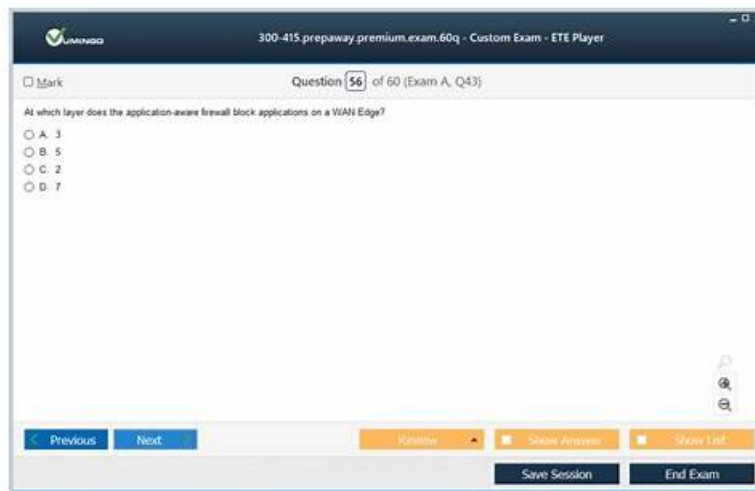 VUMINGO
300-415.prepaway.premium.exam.60q - Custom Exam - ETE Player
Mark
Question 56 of 60 (Exam A, Q43)
At which layer does the application-aware firewall block applications on a WAN Edge?
A. 3
B. 5
C. 2
D. 7
Previous
Next
Review
Show Answer
Show List
Save Session
End Exam